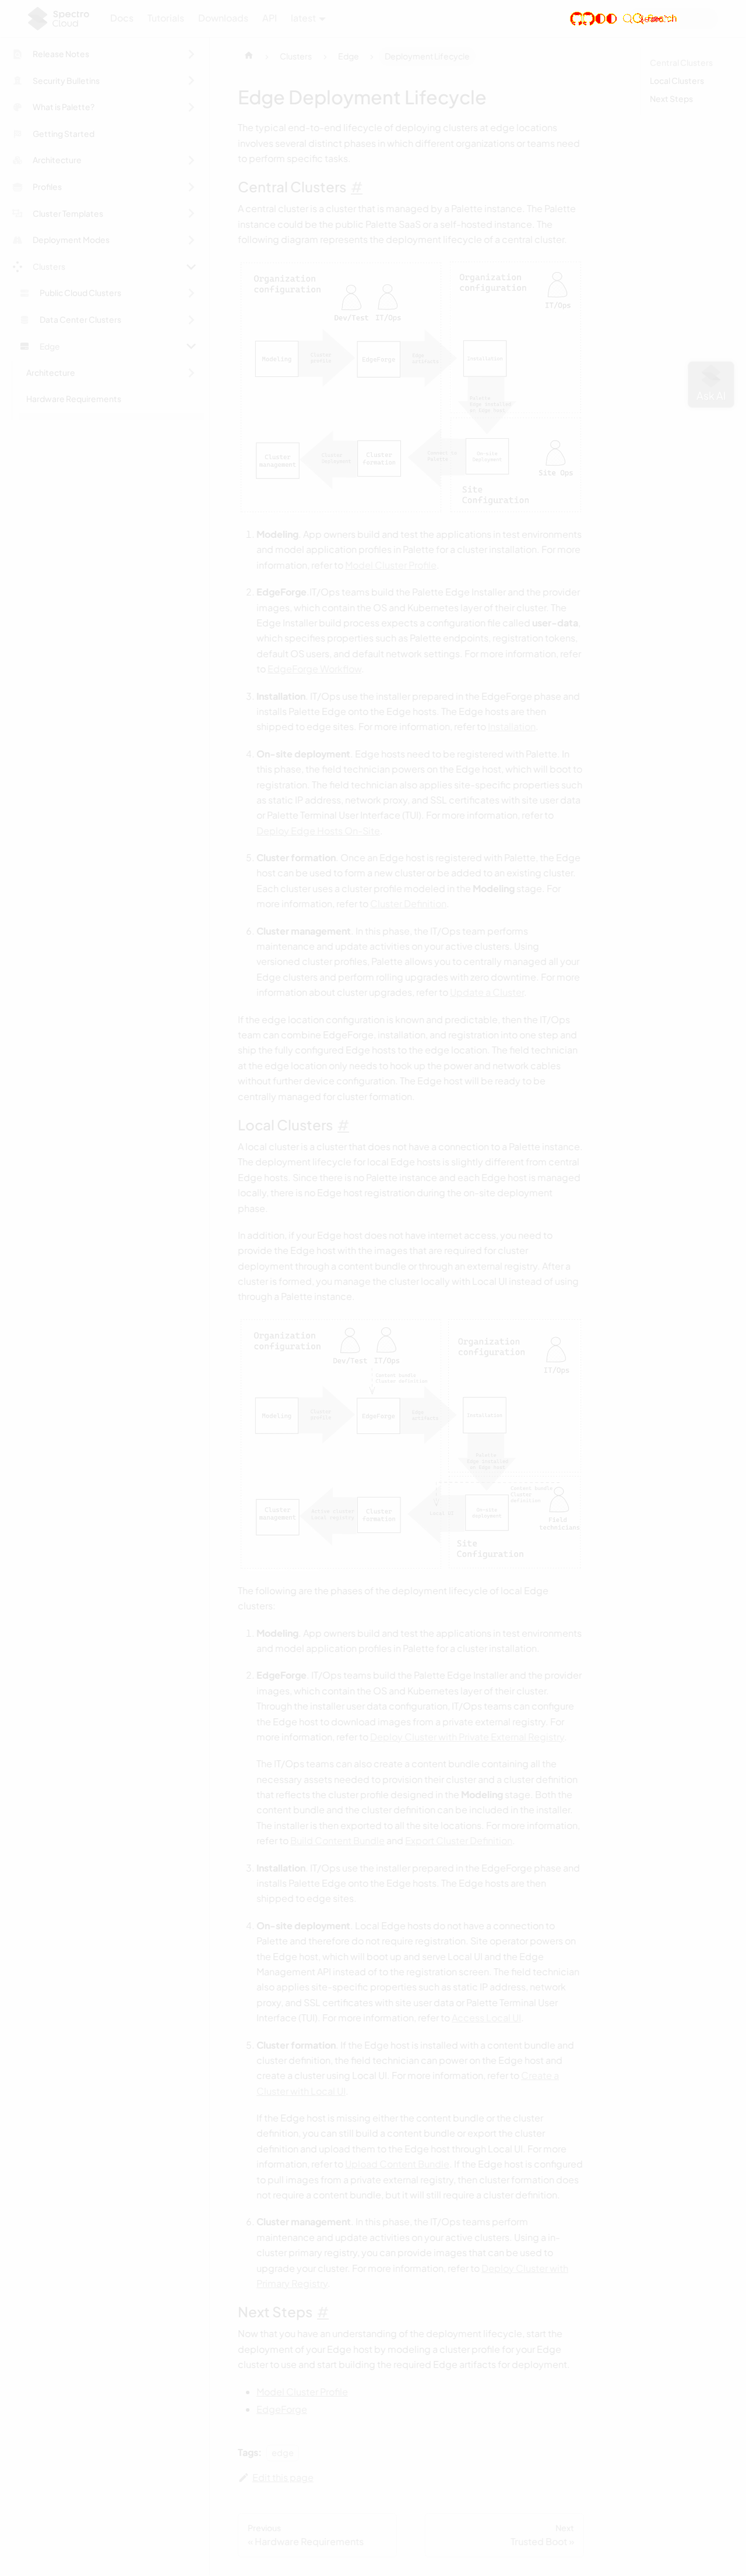 Spectro
Cloud
Docs
Tutorials
Downloads
API
latest
Release Notes
Security Bulletins
What is Palette?
Getting Started
Architecture
Profiles
Cluster Templates
Deployment Modes
Clusters
Public Cloud Clusters
Data Center Clusters
Edge
Architecture
Hardware Requirements
Clusters
Edge
Deployment Lifecycle
Central Clusters
Local Clusters
Next Steps
Ask AI
Edge Deployment Lifecycle
The typical end-to-end lifecycle of deploying clusters at edge locations
involves several distinct phases in which different organizations or teams need
to perform specific tasks.
Central Clusters #
A central cluster is a cluster that is managed by a Palette instance. The Palette
instance could be the public Palette SaaS or a self-hosted instance. The
following diagram represents the deployment lifecycle of a central cluster.
Organization
configuration
Dev/Test IT/Ops
Organization
configuration
IT/Ops
Modeling
Cluster
EdgeForge
Edge
Installation
Cluster
management
Cluster
formation
Site Ops
Site
Configuration
1. Modeling. App owners build and test the applications in test environments
and model application profiles in Palette for a cluster installation. For more
information, refer to Model Cluster Profile.
2. EdgeForge. IT/Ops teams build the Palette Edge Installer and the provider
images, which contain the OS and Kubernetes layer of their cluster. The
Edge Installer build process expects a configuration file called user-data,
which specifies properties such as Palette endpoints, registration tokens,
default OS users, and default network settings. For more information, refer
to EdgeForge Workflow.
3. Installation. IT/Ops use the installer prepared in the EdgeForge phase and
installs Palette Edge onto the Edge hosts. The Edge hosts are then
shipped to edge sites. For more information, refer to Installation.
4. On-site deployment. Edge hosts need to be registered with Palette. In
this phase, the field technician powers on the Edge host, which will boot to
registration. The field technician also applies site-specific properties such
as static IP address, network proxy, and SSL certificates with site user data
or Palette Terminal User Interface (TUI). For more information, refer to
Deploy Edge Hosts On-Site.
5. Cluster formation. Once an Edge host is registered with Palette, the Edge
host can be used to form a new cluster or be added to an existing cluster.
Each cluster uses a cluster profile modeled in the Modeling stage. For
more information, refer to Cluster Definition.
6. Cluster management. In this phase, the IT/Ops team performs
maintenance and update activities on your active clusters. Using
versioned cluster profiles, Palette allows you to centrally managed all your
Edge clusters and perform rolling upgrades with zero downtime. For more
information about cluster upgrades, refer to Update a Cluster.
If the edge location configuration is known and predictable, then the IT/Ops
team can combine EdgeForge, installation, and registration into one step and
ship the fully configured Edge hosts to the edge location. The field technician
at the edge location only needs to hook up the power and network cables
without further device configuration. The Edge host will be ready to be
centrally managed for cluster formation.
Local Clusters #
A local cluster is a cluster that does not have a connection to a Palette instance.
The deployment lifecycle for local Edge hosts is slightly different from central
Edge hosts. Since there is no Palette instance and each Edge host is managed
locally, there is no Edge host registration during the on-site deployment
phase.
In addition, if your Edge host does not have internet access, you need to
provide the Edge host with the images that are required for cluster
deployment through a content bundle or through an external registry. After a
cluster is formed, you manage the cluster locally with Local UI instead of using
through a Palette instance.
Organization
configuration
Dev/Test IT/Ops
Organization
configuration
IT/Ops
Modeling
EdgeForge
Installation
Cluster
management
Cluster
formation
Field
technicians
Site
Configuration
The following are the phases of the deployment lifecycle of local Edge
clusters:
1. Modeling. App owners build and test the applications in test environments
and model application profiles in Palette for a cluster installation.
2. EdgeForge. IT/Ops teams build the Palette Edge Installer and the provider
images, which contain the OS and Kubernetes layer of their cluster.
Through the installer user data configuration, IT/Ops teams can configure
the Edge host to download images from a private external registry. For
more information, refer to Deploy Cluster with Private External Registry.
The IT/Ops teams can also create a content bundle containing all the
necessary assets needed to provision their cluster and a cluster definition
that reflects the cluster profile designed in the Modeling stage. Both the
content bundle and the cluster definition can be included in the installer.
The installer is then exported to all the site locations. For more information,
refer to Build Content Bundle and Export Cluster Definition.
3. Installation. IT/Ops use the installer prepared in the EdgeForge phase and
installs Palette Edge onto the Edge hosts. The Edge hosts are then
shipped to edge sites.
4. On-site deployment. Local Edge hosts do not have a connection to
Palette and therefore do not require registration. Site operator powers on
the Edge host, which will boot up and serve Local UI and the Edge
Management API instead of to the registration screen. The field technician
also applies site-specific properties such as static IP address, network
proxy, and SSL certificates with site user data or Palette Terminal User
Interface (TUI). For more information, refer to Access Local UI.
5. Cluster formation. If the Edge host is installed with a content bundle and
cluster definition, the field technician can power on the Edge host and
create a cluster using Local UI. For more information, refer to Create a
Cluster with Local UI.
If the Edge host is missing either the content bundle or the cluster
definition, you can still build a content bundle or export the cluster
definition and upload them to the Edge host through Local UI. For more
information, refer to Upload Content Bundle. If the Edge host is configured
to pull images from a private external registry, then cluster formation does
not require a content bundle, but it will still require a cluster definition.
6. Cluster management. In this phase, the IT/Ops teams perform
maintenance and update activities on your active clusters. Using a in-
cluster primary registry, you can provide images that can be used to
upgrade your cluster. For more information, refer to Deploy Cluster with
Primary Registry.
Next Steps #
Now that you have an understanding of the deployment lifecycle, start the
deployment of your Edge host by modeling a cluster profile for your Edge
cluster to use and start building the required Edge artifacts for deployment.
Model Cluster Profile
EdgeForge
Tags: edge
Edit this page
Previous
« Hardware Requirements
Next
Trusted Boot »